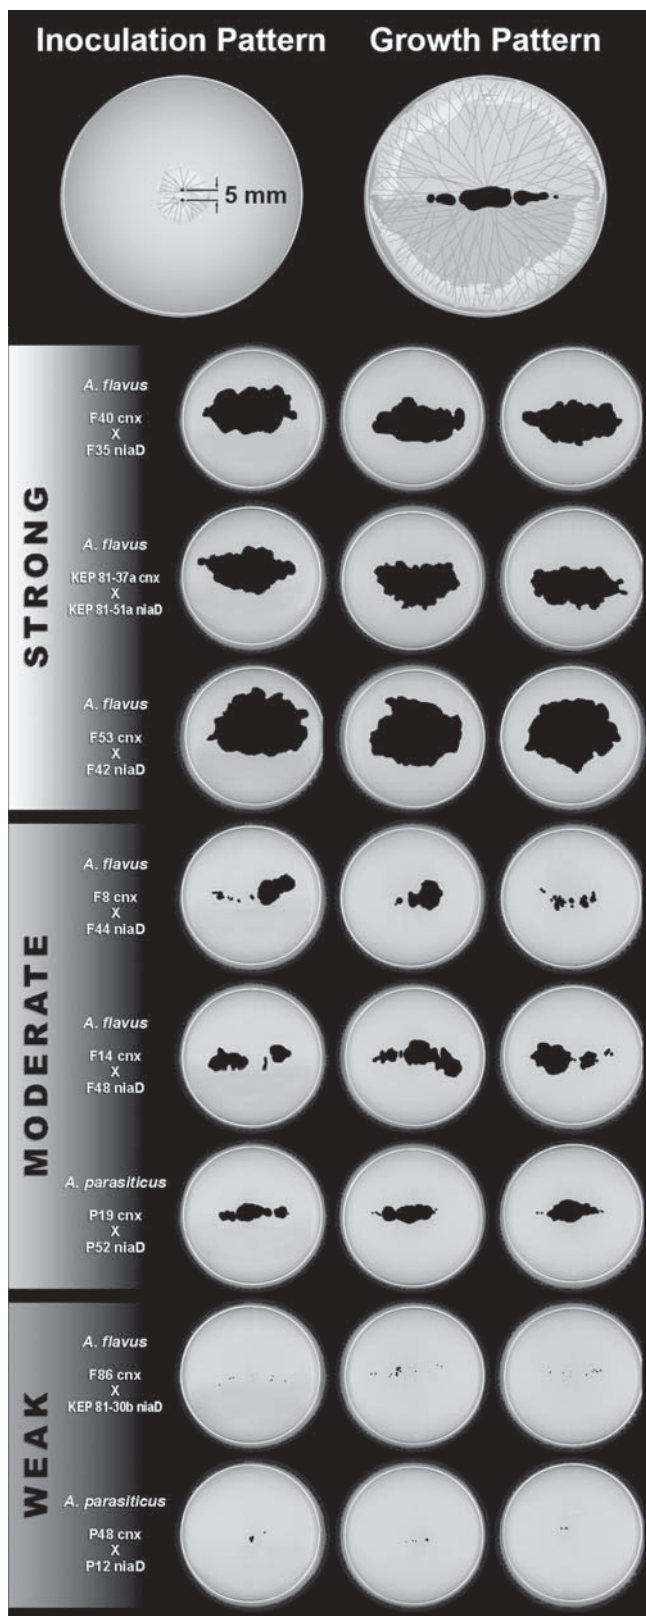 Inoculation Pattern
Growth Pattern
5 mm
STRONG
A. flavus
F40 cnx
X
F35 niaD
A. flavus
KEP 81-37a cnx
X
KEP 81-51a niaD
A. flavus
F53 cnx
X
F42 niaD
MODERATE
A. flavus
F8 cnx
X
F44 niaD
A. flavus
F14 cnx
X
F48 niaD
A. parasiticus
P19 cnx
X
P52 niaD
WEAK
A. flavus
F86 cnx
X
KEP 81-30b niaD
A. parasiticus
P48 cnx
X
P12 niaD